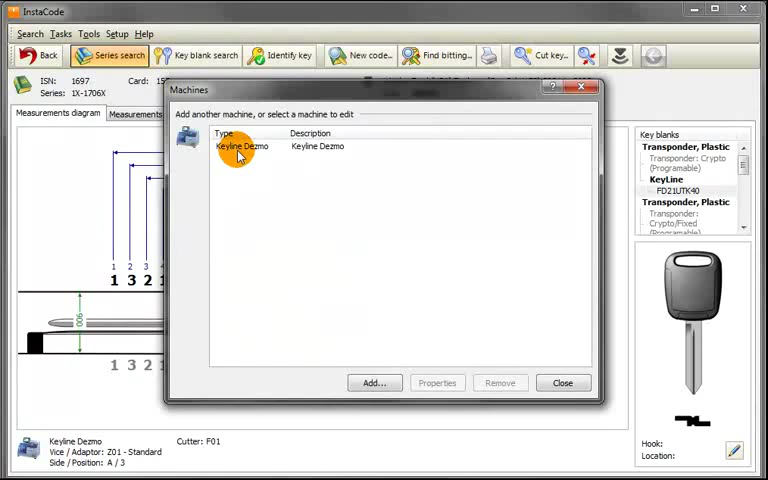 InstaCode
Search Tasks Tools Setup Help
Back Series search Key blank search Identify key New code... Find bitting... Cut key...
ISN: 1697 Card:
Series: 1X-1706X
Measurements diagram Measurements
Machines
Add another machine, or select a machine to edit
Type Description
Keyline Dezmo Keyline Dezmo
Add... Properties Remove Close
1 2 3
1 3 2
006
1 3 2
Key blanks
Transponder, Plastic
Transponder: Crypto
(Programable)
KeyLine
FD21UTK40
Transponder, Plastic
Transponder:
Crypto/Fixed
(Programable)
Hook:
Location:
Keyline Dezmo Cutter: F01
Vice / Adaptor: Z01 - Standard
Side / Position: A / 3